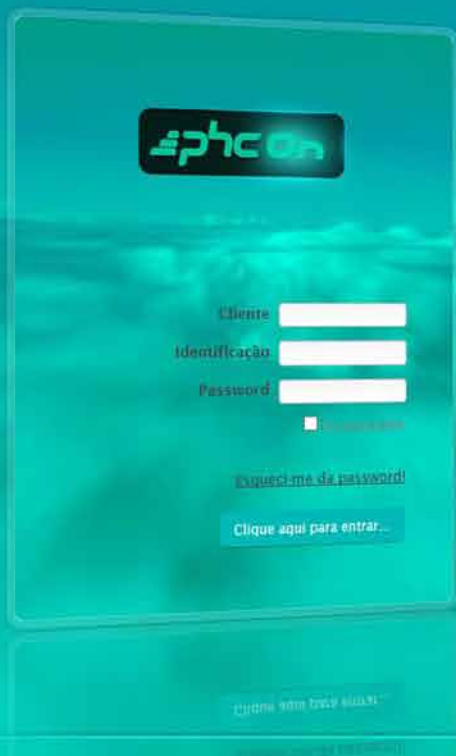 phc on
Cliente
Identificação
Password
Esqueci-me da password!
Clique aqui para entrar...